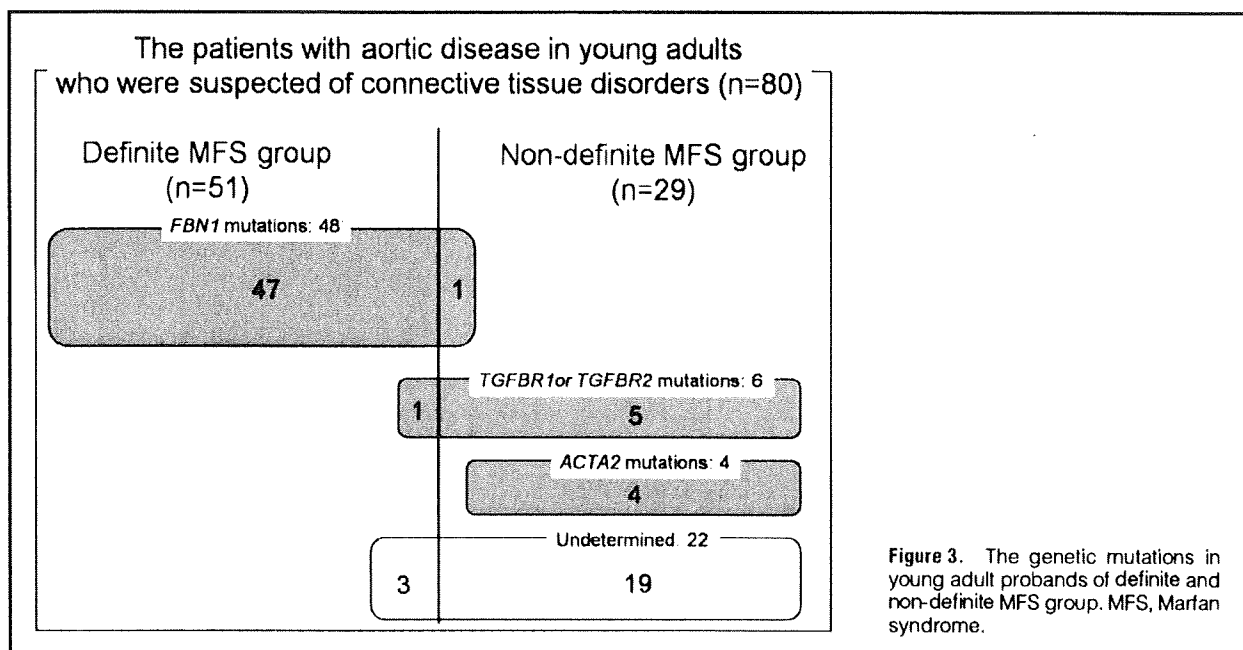 The patients with aortic disease in young adults
who were suspected of connective tissue disorders (n=80)
Definite MFS group
(n=51)
Non-definite MFS group
(n=29)
FBN1 mutations: 48
47
1
TGFBR1or TGFBR2 mutations: 6
1
5
ACTA2 mutations: 4
4
Undetermined: 22
3
19
Figure 3. The genetic mutations in
young adult probands of definite and
non-definite MFS group. MFS, Marfan
syndrome.